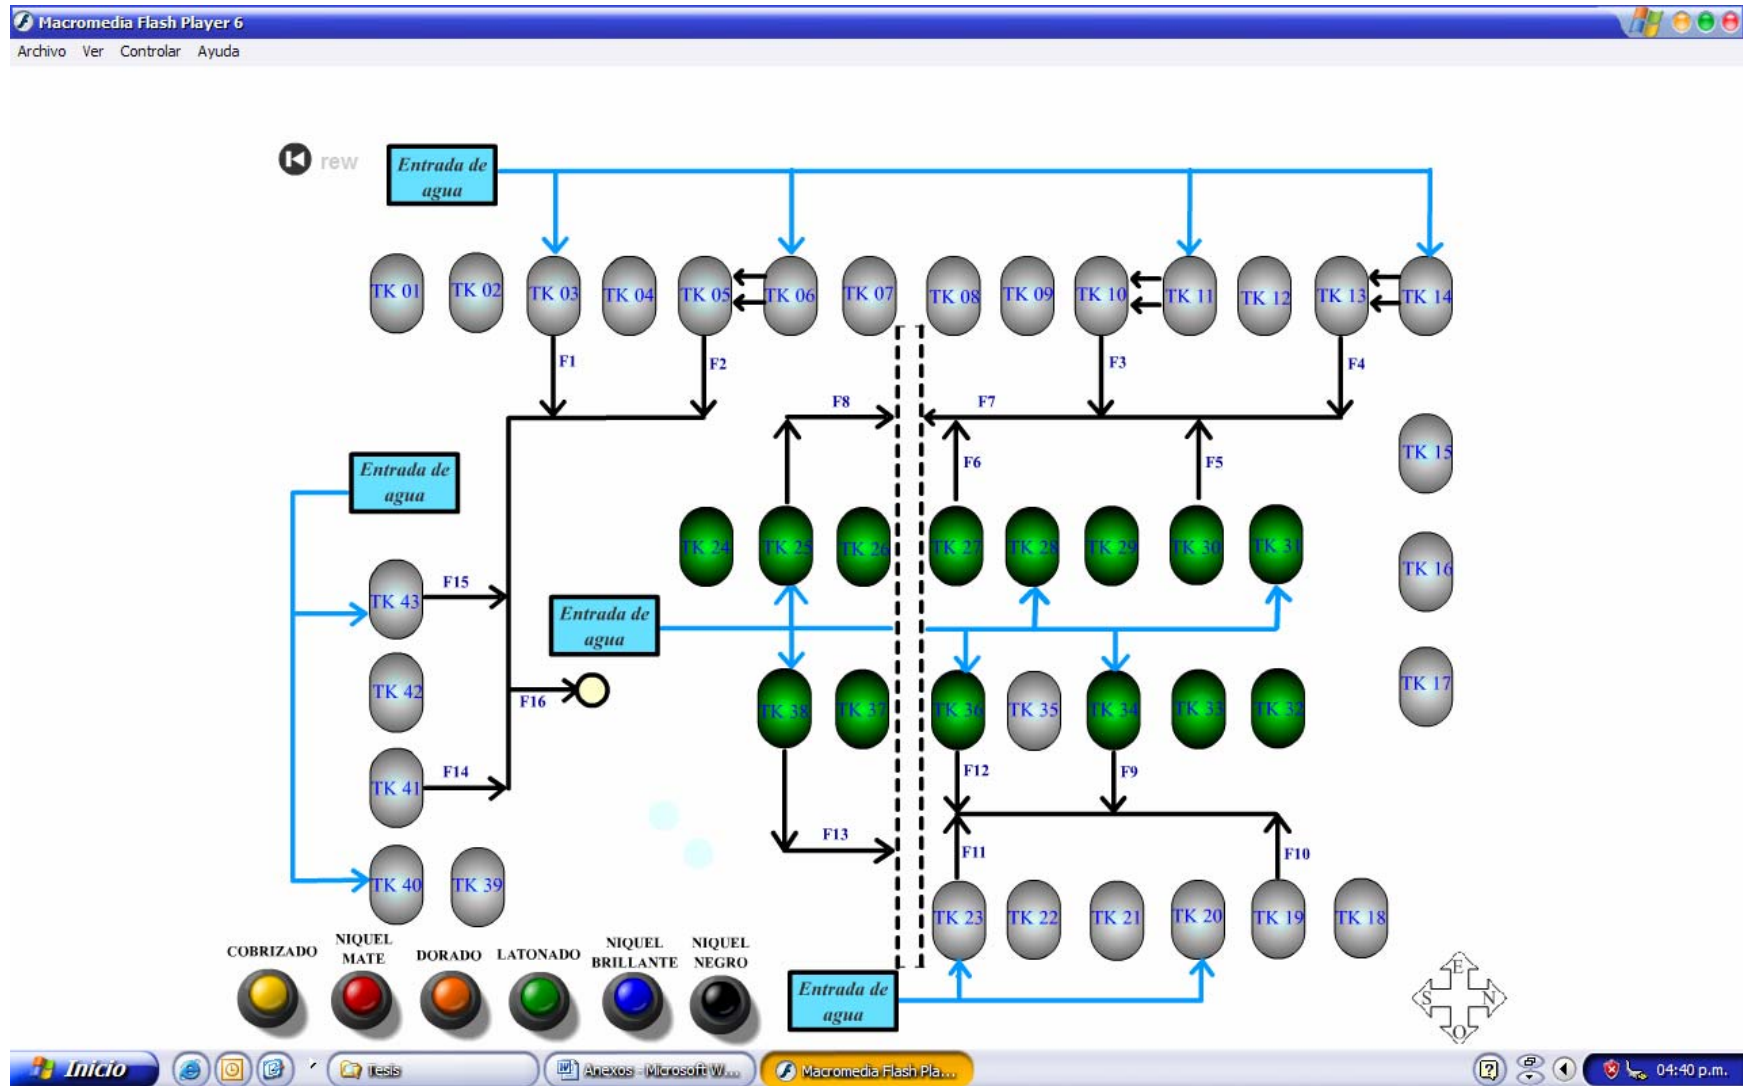 Macromedia Flash Player 6
Archivo Ver Controlar Ayuda
rew
Entrada de
agua
TK 01
TK 02
TK 03
TK 04
TK 05
TK 06
TK 07
TK 08
TK 09
TK 10
TK 11
TK 12
TK 13
TK 14
F1
F2
F3
F4
F8
F7
TK 15
Entrada de
agua
F6
F5
TK 24
TK 25
TK 26
TK 27
TK 28
TK 29
TK 30
TK 31
TK 16
F15
TK 43
Entrada de
agua
TK 42
F16
TK 38
TK 37
TK 36
TK 35
TK 34
TK 33
TK 32
TK 17
F14
TK 41
F12
F9
F13
F11
F10
TK 40
TK 39
TK 23
TK 22
TK 21
TK 20
TK 19
TK 18
COBRIZADO
NIQUEL
MATE
DORADO
LATONADO
NIQUEL
BRILLANTE
NIQUEL
NEGRO
Entrada de
agua
E
S
N
O
Inicio
Tesis
Anexos - Microsoft W...
Macromedia Flash Pla...
04:40 p.m.